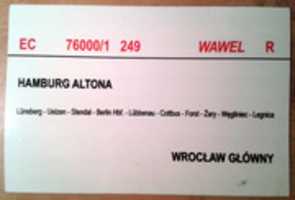 EC 76000/1 249 WAWEL R
HAMBURG ALTONA
Lüneburg - Uelzen - Stendal - Berlin Hbf. - Lübbenau - Cottbus - Forst - Żary - Węgliniec - Legnica
WROCŁAW GŁÓWNY